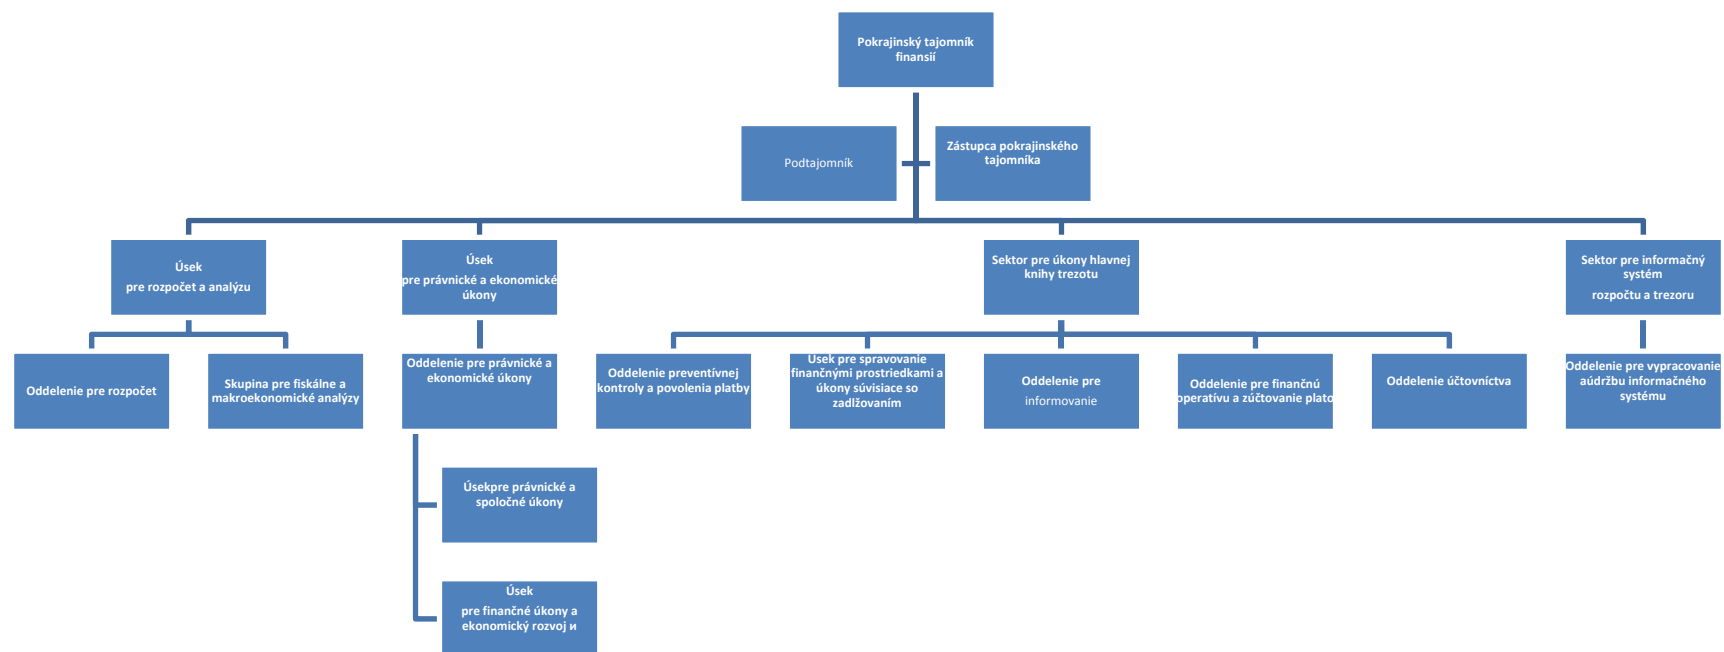 Pokrajinský tajomník
finansií
Podtajomník
Zástupca pokrajinského
tajomníka
Úsek
pre rozpočet a analýzu
Úsek
pre právnické a ekonomické
úkony
Sektor pre úkony hlavnej
knihy trezotu
Sektor pre informačný
systém
rozpočtu a trezoru
Oddelenie pre rozpočet
Skupina pre fiskálne a
makroekonomické analýzy
Oddelenie pre právnické a
ekonomické úkony
Oddelenie preventívnej
kontroly a povolenia platby
Úsek pre spravovanie
finančnými prostriedkami a
úkony súvisiace so
zadlžovaním
Oddelenie pre
informovanie
Oddelenie pre finančnú
operatívu a zúčtovanie plato
Oddelenie účtovníctva
Oddelenie pre vypracovanie
aúdržbu informačného
systému
Úsekpre právnické a
spoločné úkony
Úsek
pre finančné úkony a
ekonomický rozvoj и